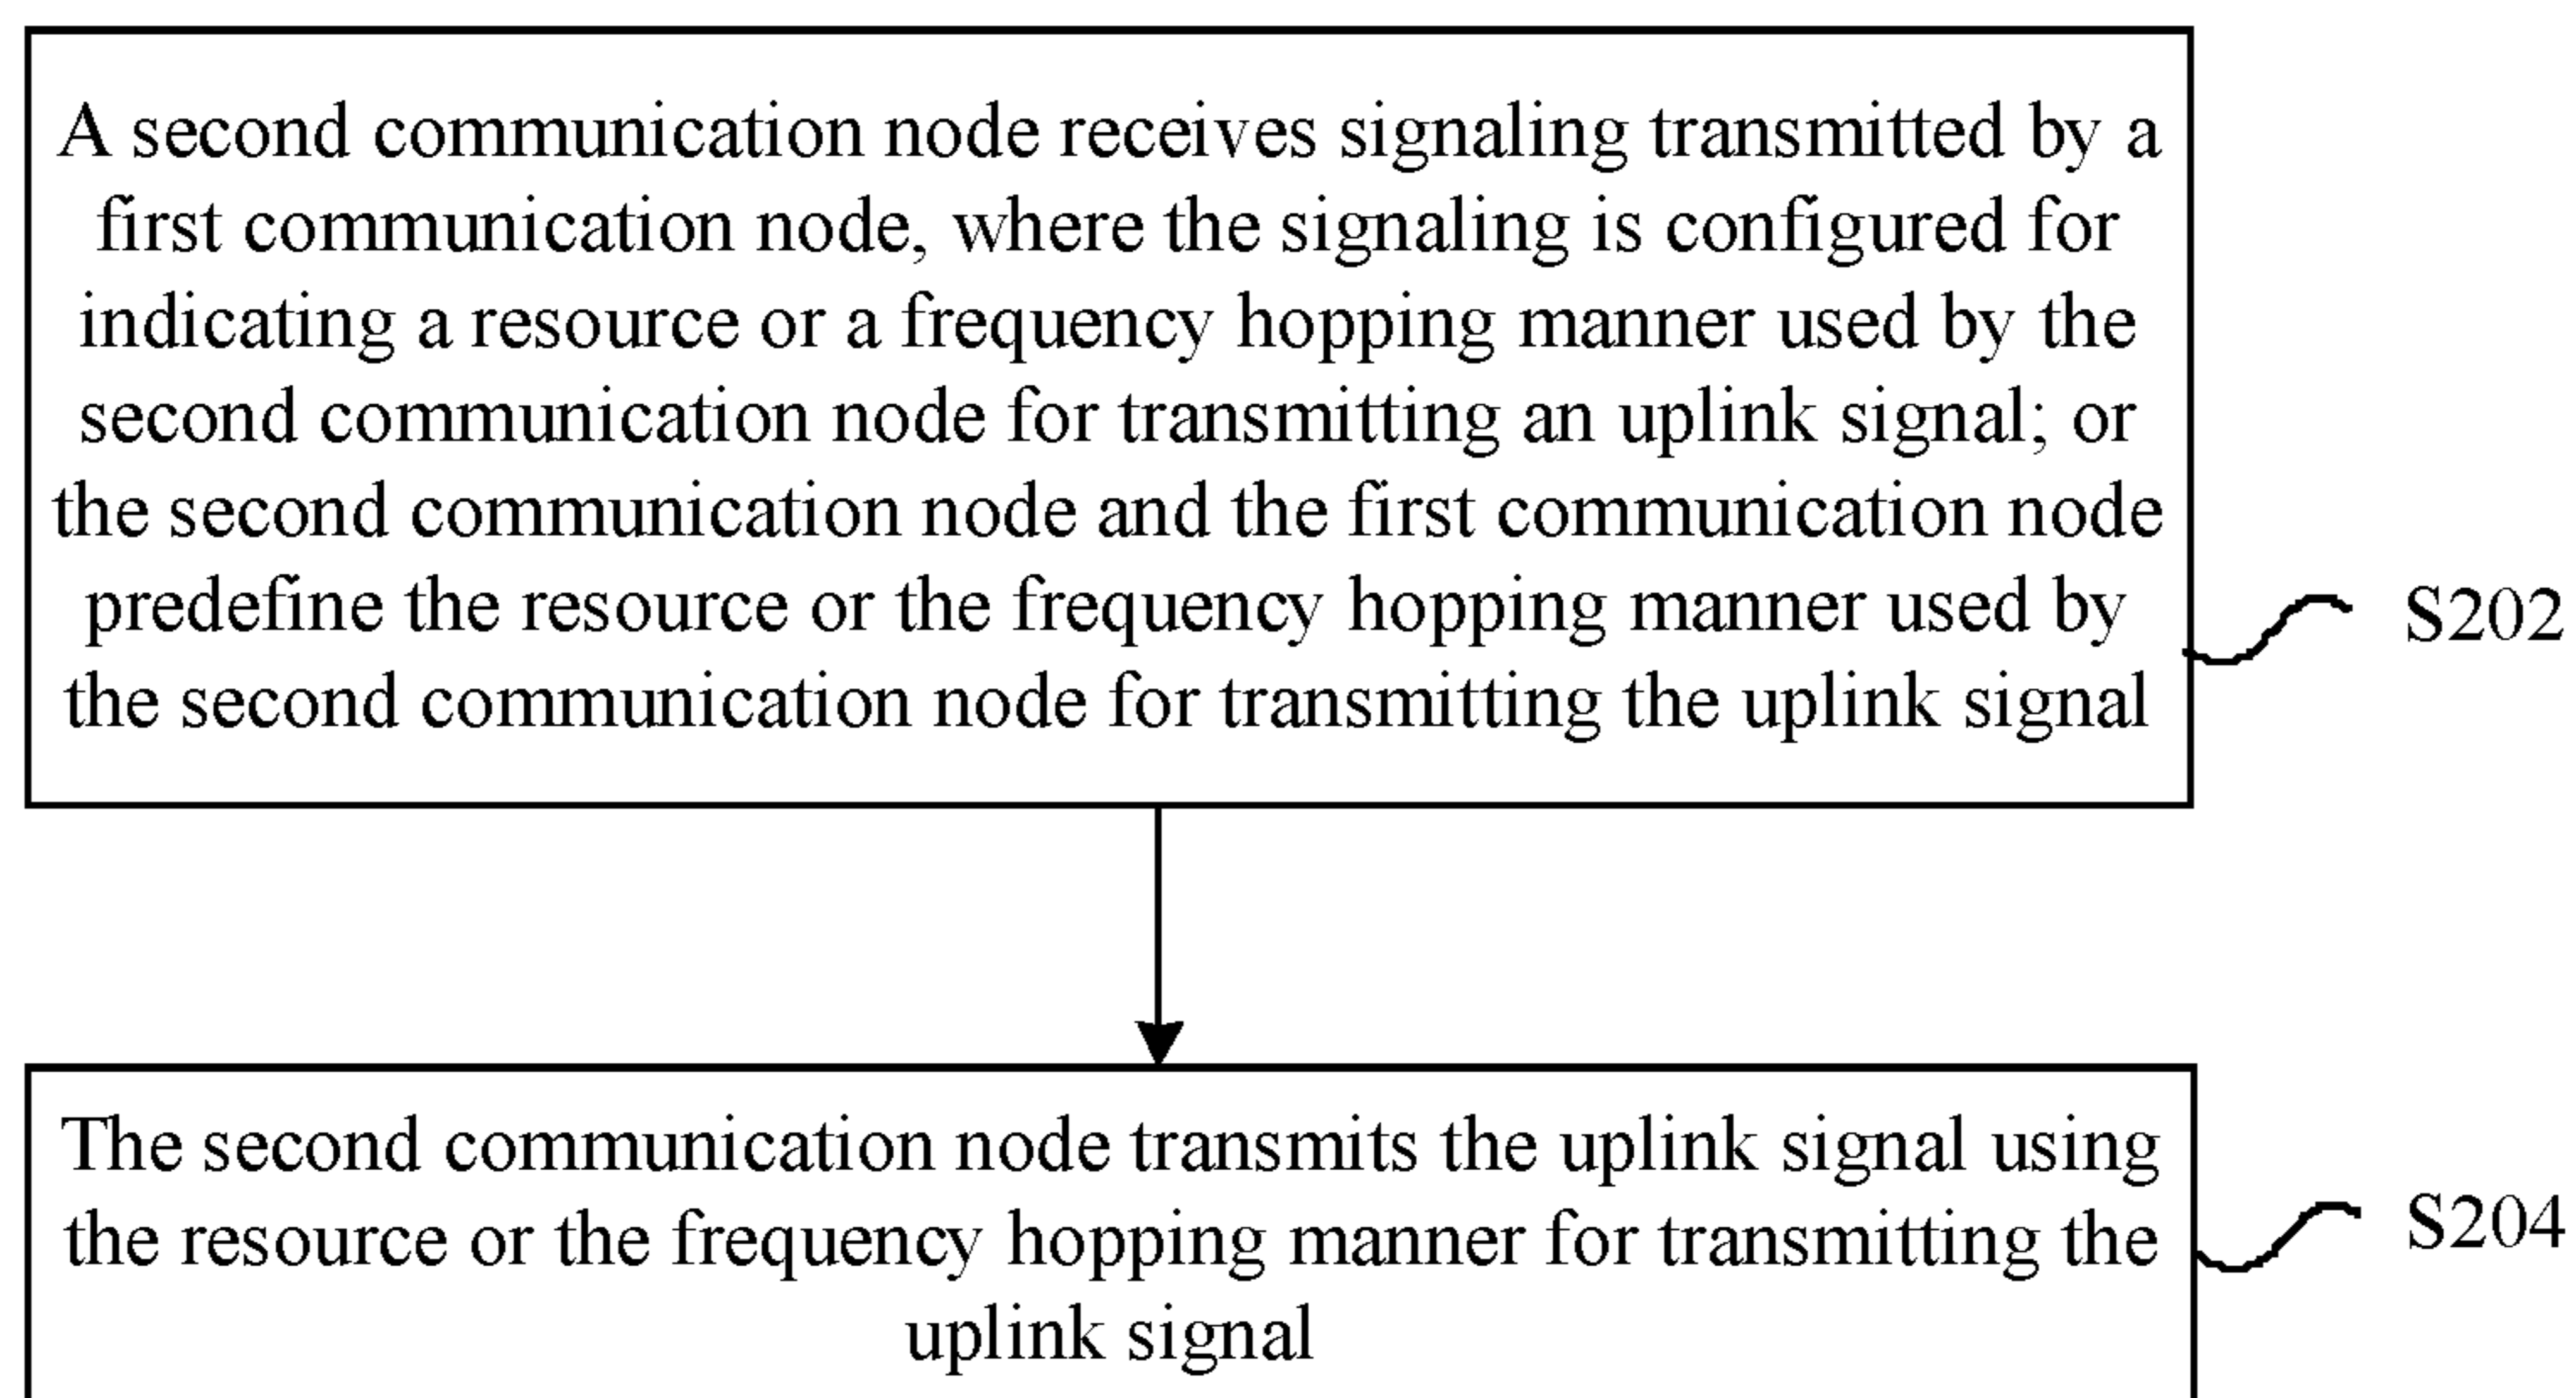 A second communication node receives signaling transmitted by a
first communication node, where the signaling is configured for
indicating a resource or a frequency hopping manner used by the
second communication node for transmitting an uplink signal; or
the second communication node and the first communication node
predefine the resource or the frequency hopping manner used by
the second communication node for transmitting the uplink signal
S202
The second communication node transmits the uplink signal using
the resource or the frequency hopping manner for transmitting the
uplink signal
S204